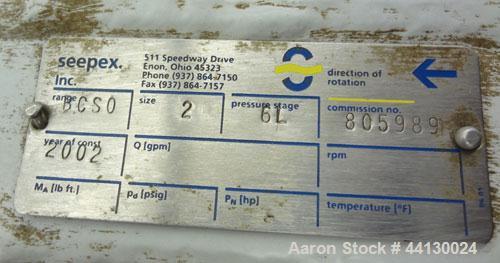 seepex.
Inc.
511 Speedway Drive
Enon, Ohio 45323
Phone (937) 864-7150
Fax (937) 864-7157
direction of
rotation
range size pressure stage commission no.
BCSO 2 6L 805989
year of const. Q [gpm] rpm
2002
MA [lb ft.] pd [psig] PN [hp] temperature [°F]
Aaron Stock # 44130024